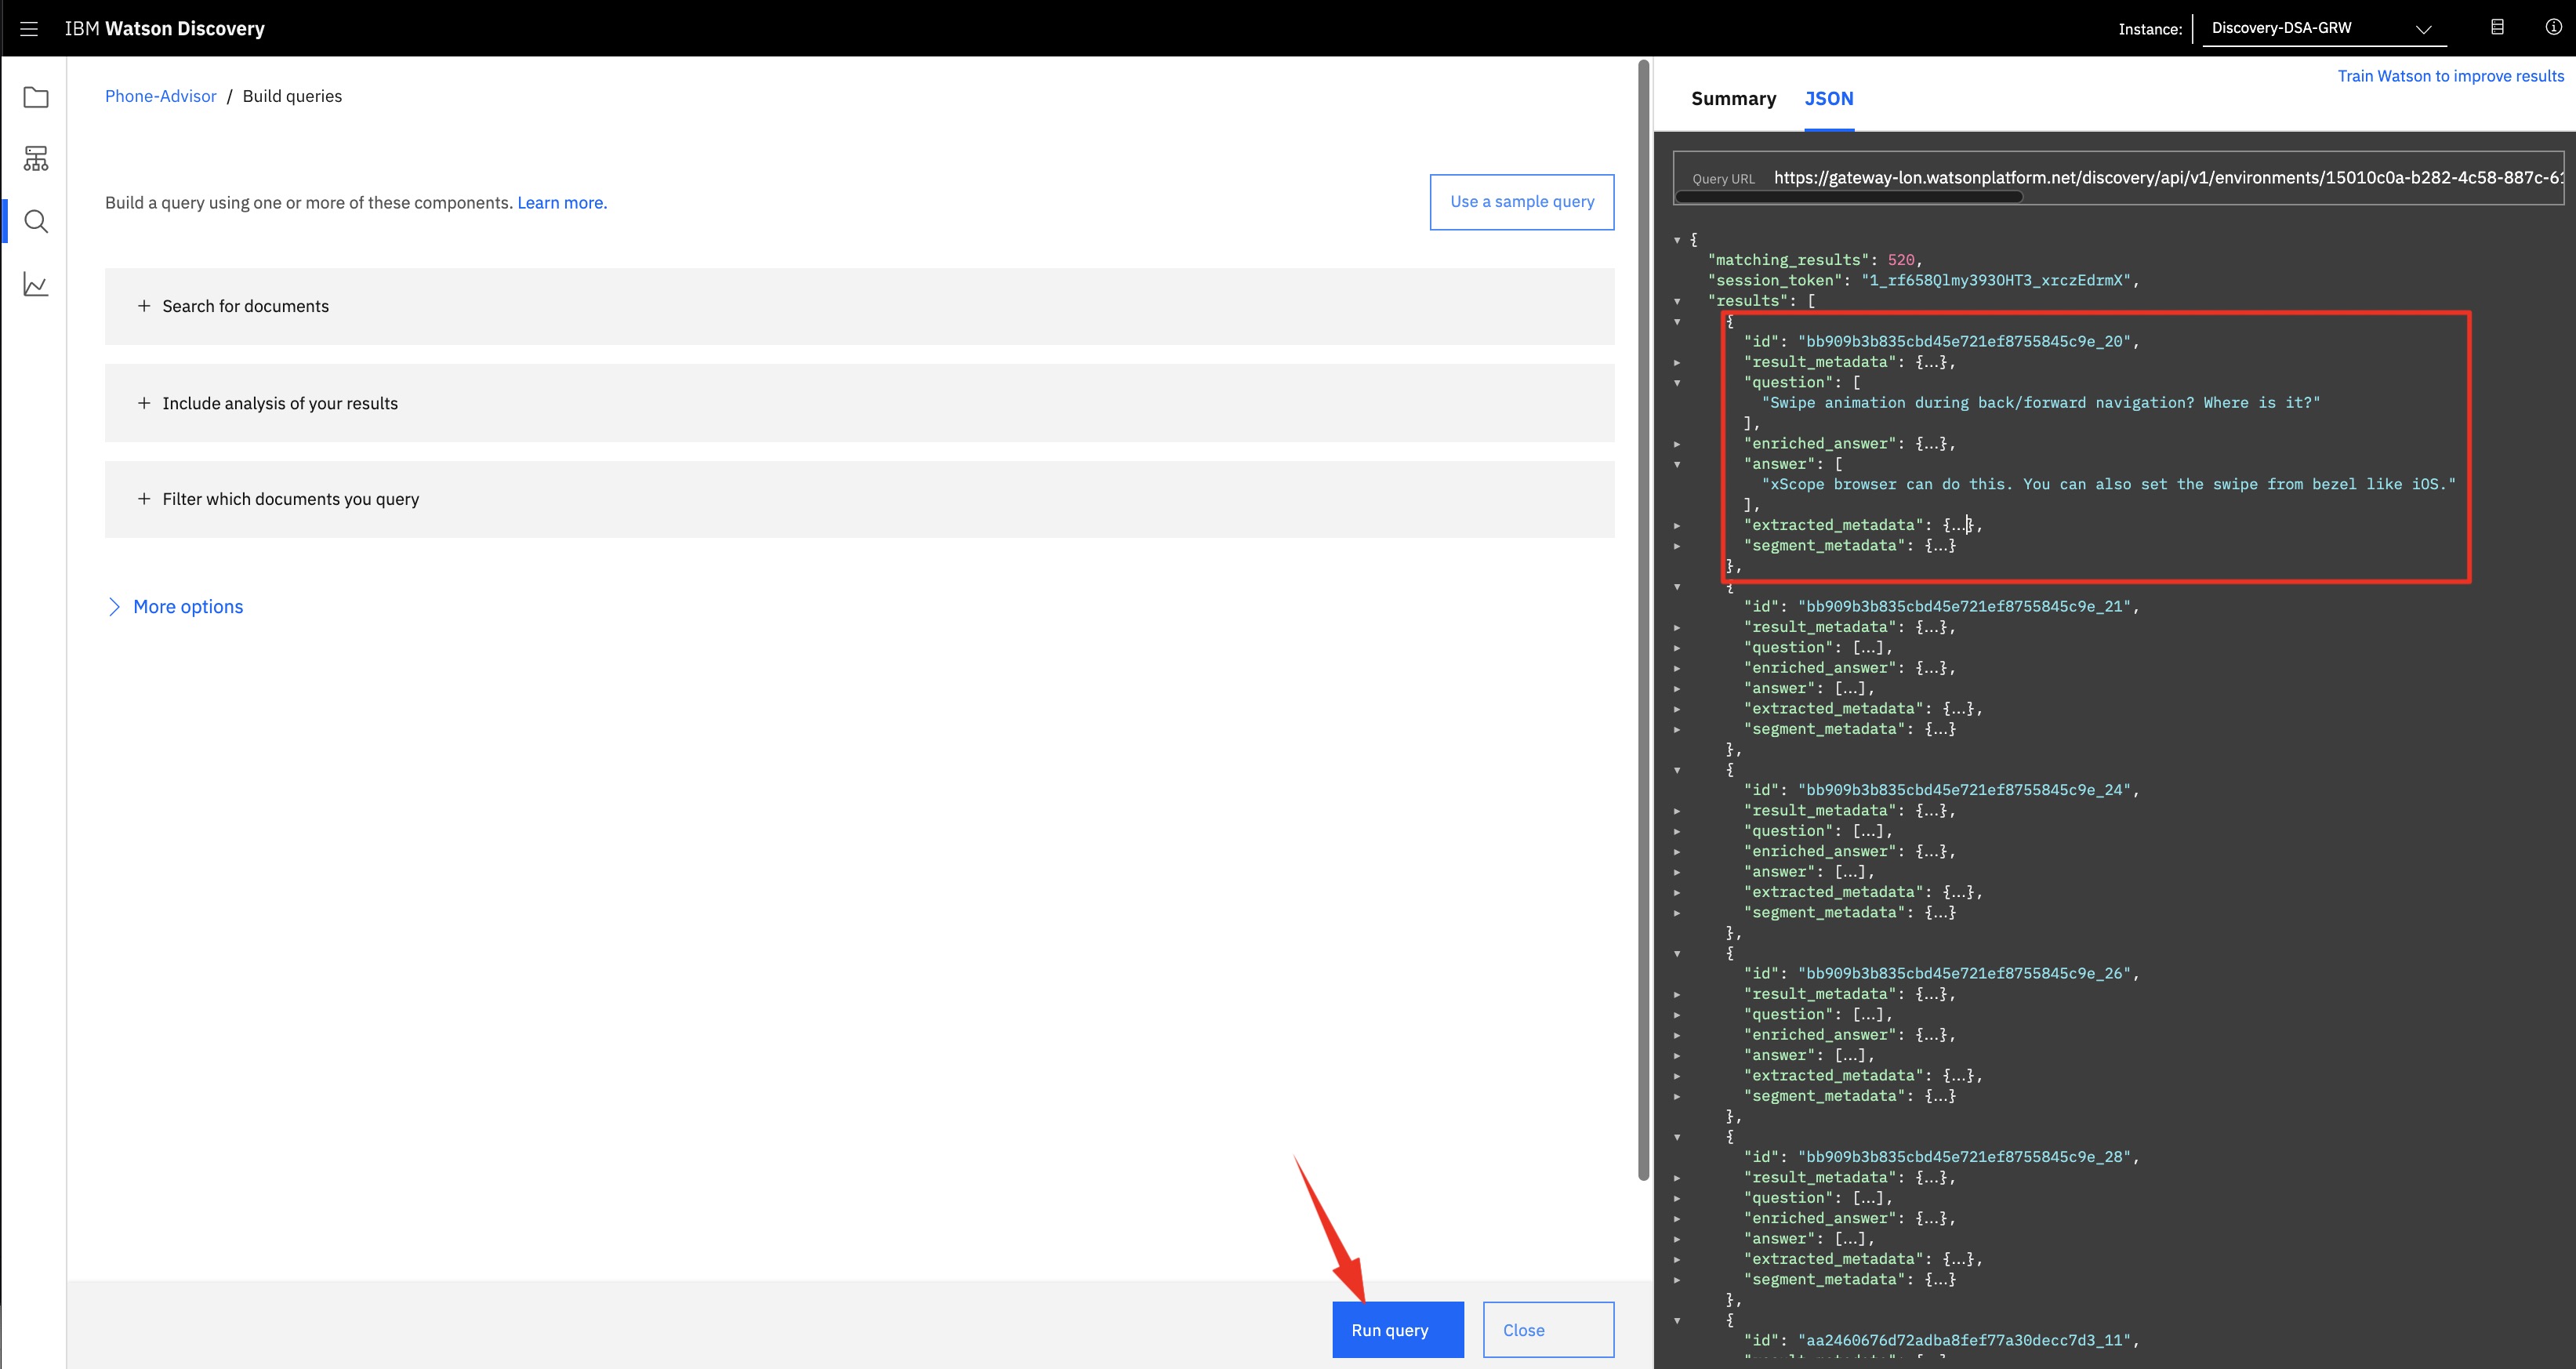 IBM Watson Discovery
Instance:
Discovery-DSA-GRW
Phone-Advisor / Build queries
Build a query using one or more of these components. Learn more.
Use a sample query
+ Search for documents
+ Include analysis of your results
+ Filter which documents you query
More options
Run query
Close
Train Watson to improve results
Summary
JSON
Query URL https://gateway-lon.watsonplatform.net/discovery/api/v1/environments/15010c0a-b282-4c58-887c-61
{
"matching_results": 520,
"session_token": "1_rf658Qlmy393OHT3_xrczEdrmX",
"results": [
{
"id": "bb909b3b835cbd45e721ef8755845c9e_20",
"result_metadata": {...},
"question": [
"Swipe animation during back/forward navigation? Where is it?"
],
"enriched_answer": {...},
"answer": [
"xScope browser can do this. You can also set the swipe from bezel like iOS."
],
"extracted_metadata": {...},
"segment_metadata": {...}
},
{
"id": "bb909b3b835cbd45e721ef8755845c9e_21",
"result_metadata": {...},
"question": [...],
"enriched_answer": {...},
"answer": [...],
"extracted_metadata": {...},
"segment_metadata": {...}
},
{
"id": "bb909b3b835cbd45e721ef8755845c9e_24",
"result_metadata": {...},
"question": [...],
"enriched_answer": {...},
"answer": [...],
"extracted_metadata": {...},
"segment_metadata": {...}
},
{
"id": "bb909b3b835cbd45e721ef8755845c9e_26",
"result_metadata": {...},
"question": [...],
"enriched_answer": {...},
"answer": [...],
"extracted_metadata": {...},
"segment_metadata": {...}
},
{
"id": "bb909b3b835cbd45e721ef8755845c9e_28",
"result_metadata": {...},
"question": [...],
"enriched_answer": {...},
"answer": [...],
"extracted_metadata": {...},
"segment_metadata": {...}
},
{
"id": "aa2460676d72adba8fef77a30decc7d3_11",